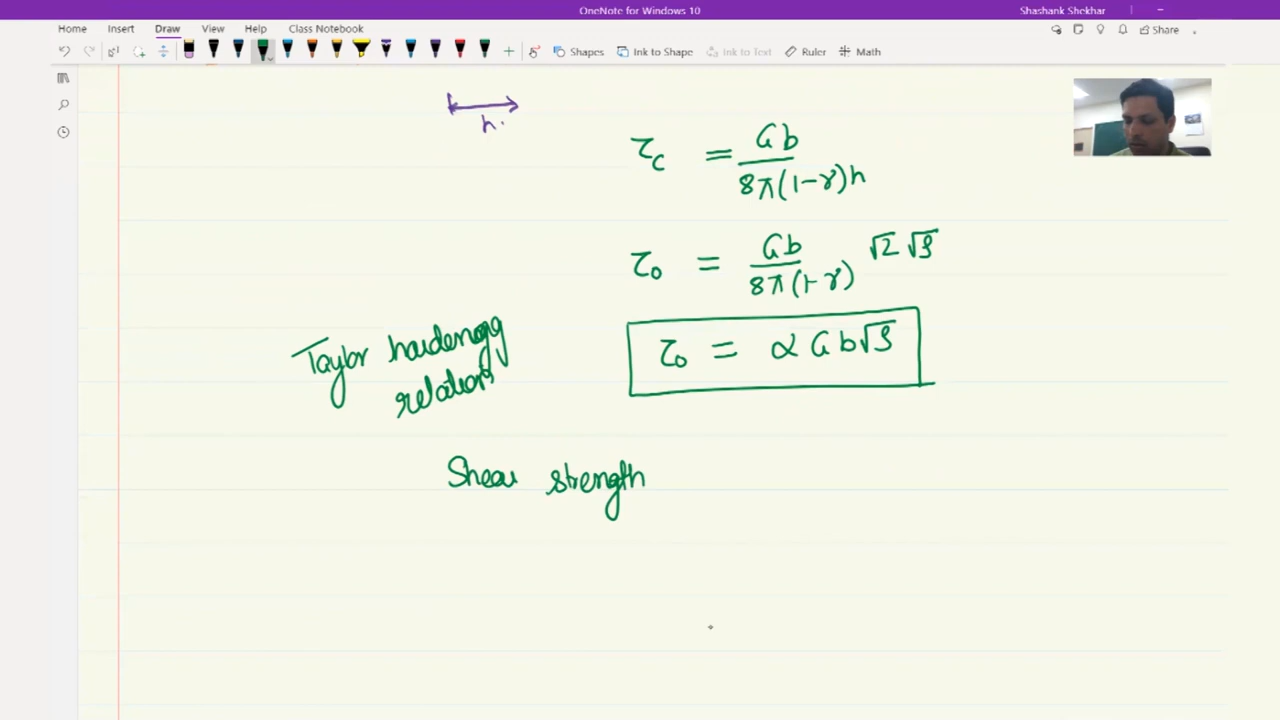 OneNote for Windows 10
Shashank Shekhar
Home Insert Draw View Help Class Notebook
Share
Shapes Ink to Shape Ink to Text Ruler Math
h.
τc = Gb / 8π(1-γ)h
τ0 = Gb / 8π(1-γ) √2 √ρ
τ0 = α G b √ρ
Taylor hardening
relation
Shear strength